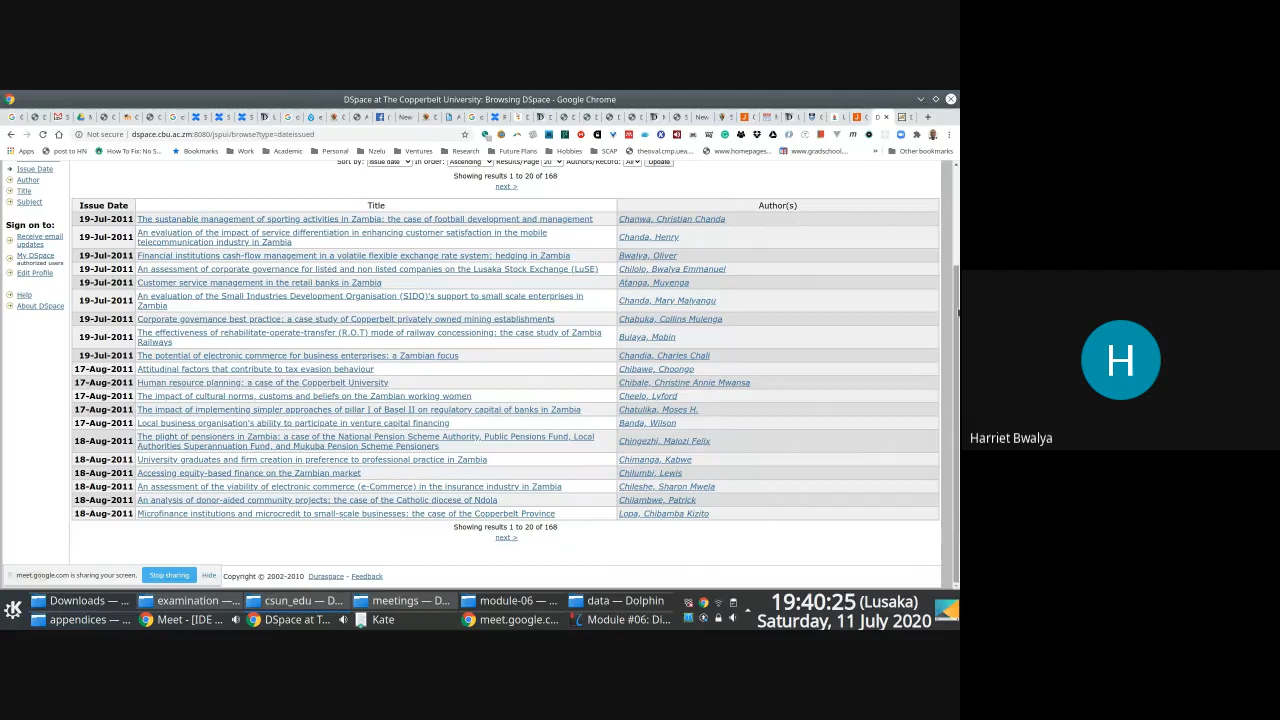 DSpace at The Copperbelt University: Browsing DSpace - Google Chrome
Not secure | dspace.cbu.ac.zm:8080/jspui/browse?type=dateissued
Apps post to HN How To Fix: No S... Bookmarks Work Academic Personal Nzelu Ventures Research Future Plans Hobbies SCAP theoval.cmp.uea.... www.homepages... www.gradschool... » Other bookmarks
Issue Date
Author
Title
Subject
Sign on to:
Receive email
updates
My DSpace
authorized users
Edit Profile
Help
About DSpace
Sort by: Issue date In order: Ascending Results/Page 20 Authors/Record: All Update
Showing results 1 to 20 of 168
next >
Issue Date Title Author(s)
19-Jul-2011 The sustanable management of sporting activities in Zambia: the case of football development and management Chanwa, Christian Chanda
19-Jul-2011 An evaluation of the impact of service differentiation in enhancing customer satisfaction in the mobile
telecommunication industry in Zambia Chanda, Henry
19-Jul-2011 Financial institutions cash-flow management in a volatile flexible exchange rate system: hedging in Zambia Bwalya, Oliver
19-Jul-2011 An assessment of corporate governance for listed and non listed companies on the Lusaka Stock Exchange (LuSE) Chilolo, Bwalya Emmanuel
19-Jul-2011 Customer service management in the retail banks in Zambia Atanga, Muyenga
19-Jul-2011 An evaluation of the Small Industries Development Organisation (SIDO)'s support to small scale enterprises in
Zambia Chanda, Mary Malyangu
19-Jul-2011 Corporate governance best practice: a case study of Copperbelt privately owned mining establishments Chabuka, Collins Mulenga
19-Jul-2011 The effectiveness of rehabilitate-operate-transfer (R.O.T) mode of railway concessioning: the case study of Zambia
Railways Bulaya, Mobin
19-Jul-2011 The potential of electronic commerce for business enterprises: a Zambian focus Chandia, Charles Chali
17-Aug-2011 Attitudinal factors that contribute to tax evasion behaviour Chibawe, Choongo
17-Aug-2011 Human resource planning: a case of the Copperbelt University Chibale, Christine Annie Mwansa
17-Aug-2011 The impact of cultural norms, customs and beliefs on the Zambian working women Cheelo, Lyford
17-Aug-2011 The impact of implementing simpler approaches of pillar I of Basel II on regulatory capital of banks in Zambia Chatulika, Moses H.
17-Aug-2011 Local business organisation's ability to participate in venture capital financing Banda, Wilson
18-Aug-2011 The plight of pensioners in Zambia: a case of the National Pension Scheme Authority, Public Pensions Fund, Local
Authorities Superannuation Fund, and Mukuba Pension Scheme Pensioners Chingezhi, Malozi Felix
18-Aug-2011 University graduates and firm creation in preference to professional practice in Zambia Chimanga, Kabwe
18-Aug-2011 Accessing equity-based finance on the Zambian market Chilumbi, Lewis
18-Aug-2011 An assessment of the viability of electronic commerce (e-Commerce) in the insurance industry in Zambia Chileshe, Sharon Mwela
18-Aug-2011 An analysis of donor-aided community projects: the case of the Catholic diocese of Ndola Chilambwe, Patrick
18-Aug-2011 Microfinance institutions and microcredit to small-scale businesses: the case of the Copperbelt Province Lopa, Chibamba Kizito
Showing results 1 to 20 of 168
next >
meet.google.com is sharing your screen. Stop sharing Hide
Copyright © 2002-2010 Duraspace - Feedback
Downloads — ... examination —... csun_edu — D... meetings — D... module-06 — ... data — Dolphin
appendices — ... Meet - [IDE ... DSpace at T... Kate meet.google.c... Module #06: Di...
19:40:25 (Lusaka)
Saturday, 11 July 2020
H
Harriet Bwalya